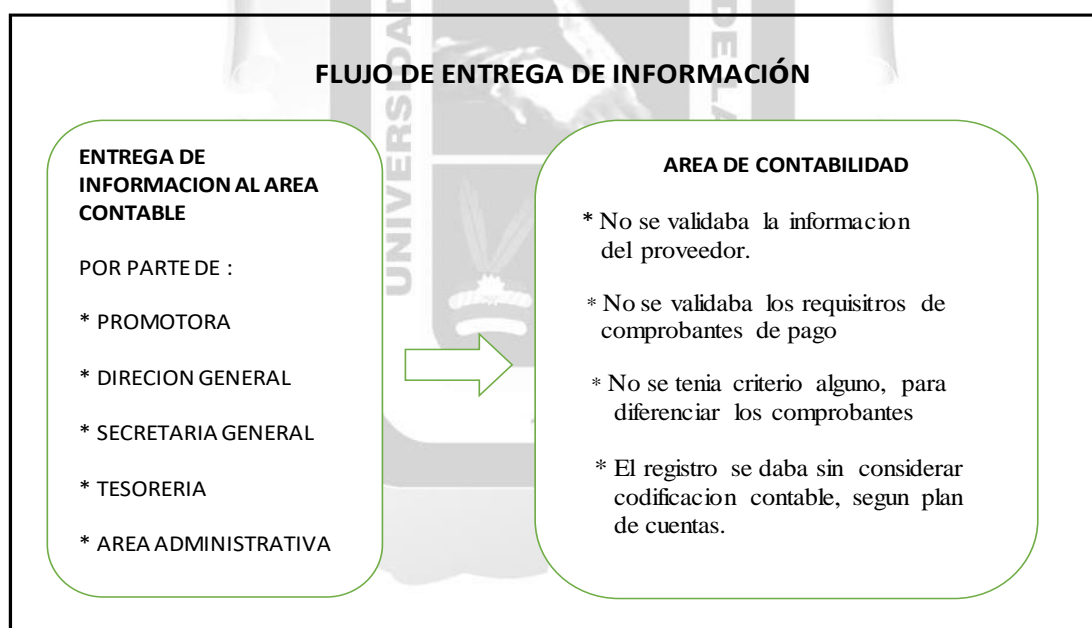 FLUJO DE ENTREGA DE INFORMACIÓN
ENTREGA DE
INFORMACION AL AREA
CONTABLE
POR PARTE DE :
* PROMOTORA
* DIRECION GENERAL
* SECRETARIA GENERAL
* TESORERIA
* AREA ADMINISTRATIVA
AREA DE CONTABILIDAD
* No se validaba la informacion
del proveedor.
* No se validaba los requisitros de
comprobantes de pago
* No se tenia criterio alguno, para
diferenciar los comprobantes
* El registro se daba sin considerar
codificacion contable, segun plan
de cuentas.
UNIVERSIDAD
DE LA